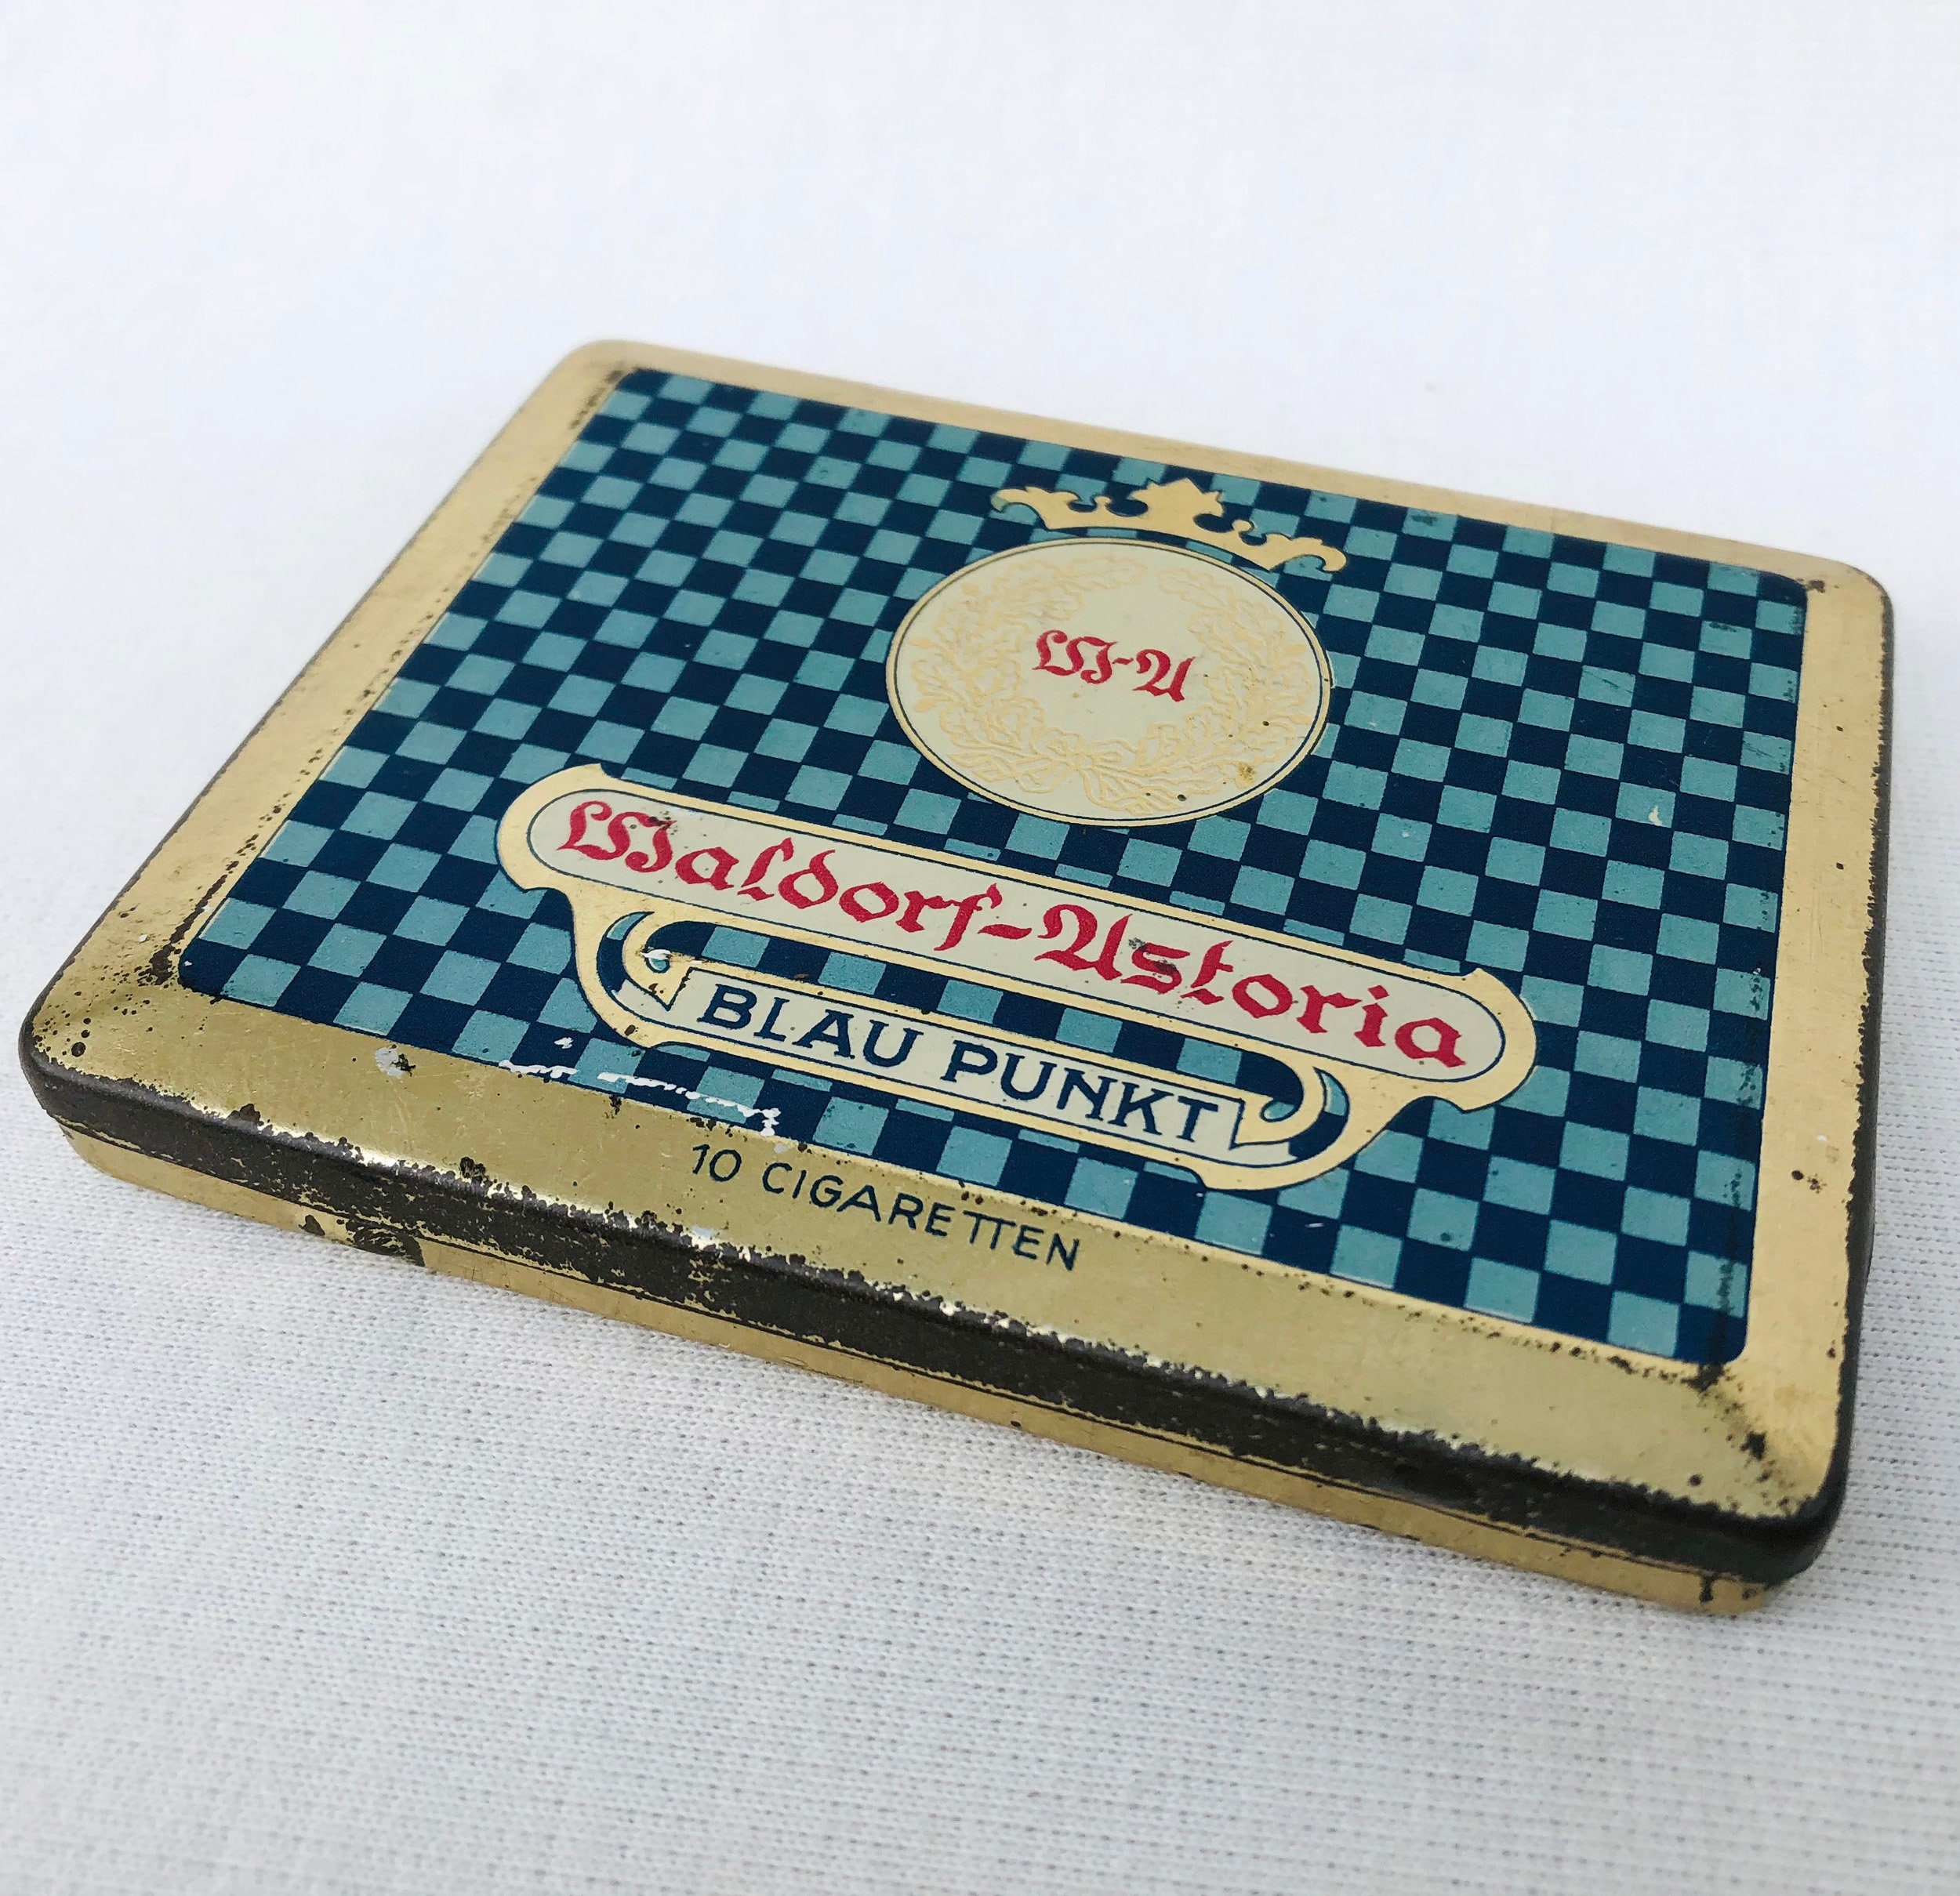 W-A
Waldorf-Astoria
BLAU PUNKT
10 CIGARETTEN